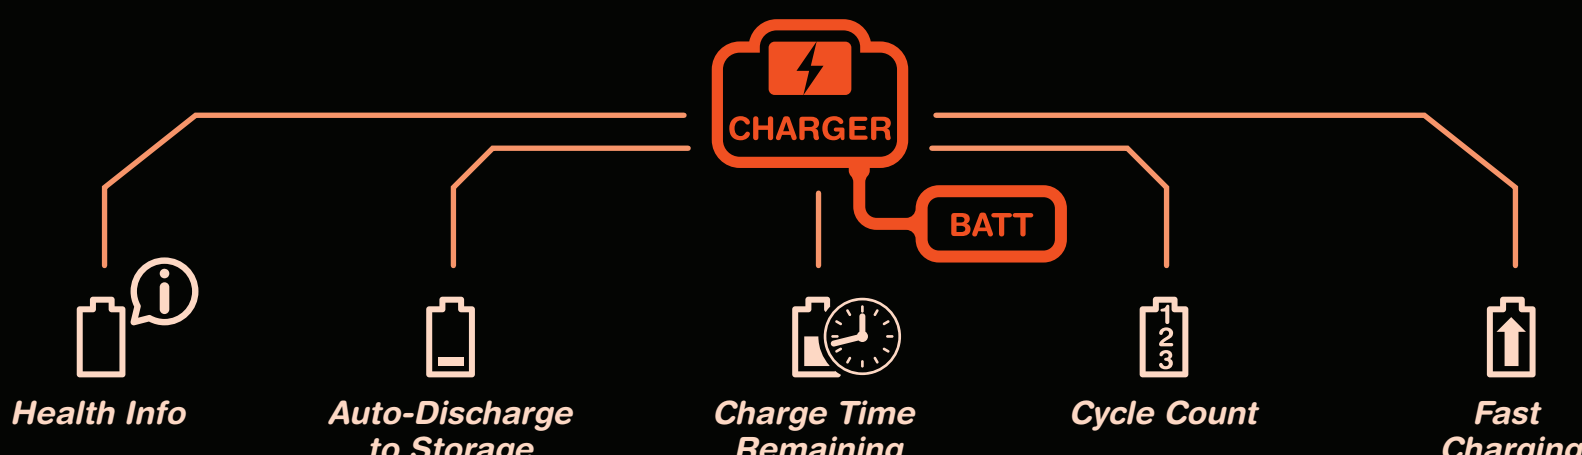 CHARGER
BATT
1
2
3
Health Info
Auto-Discharge
to Storage
Charge Time
Remaining
Cycle Count
Fast
Charging